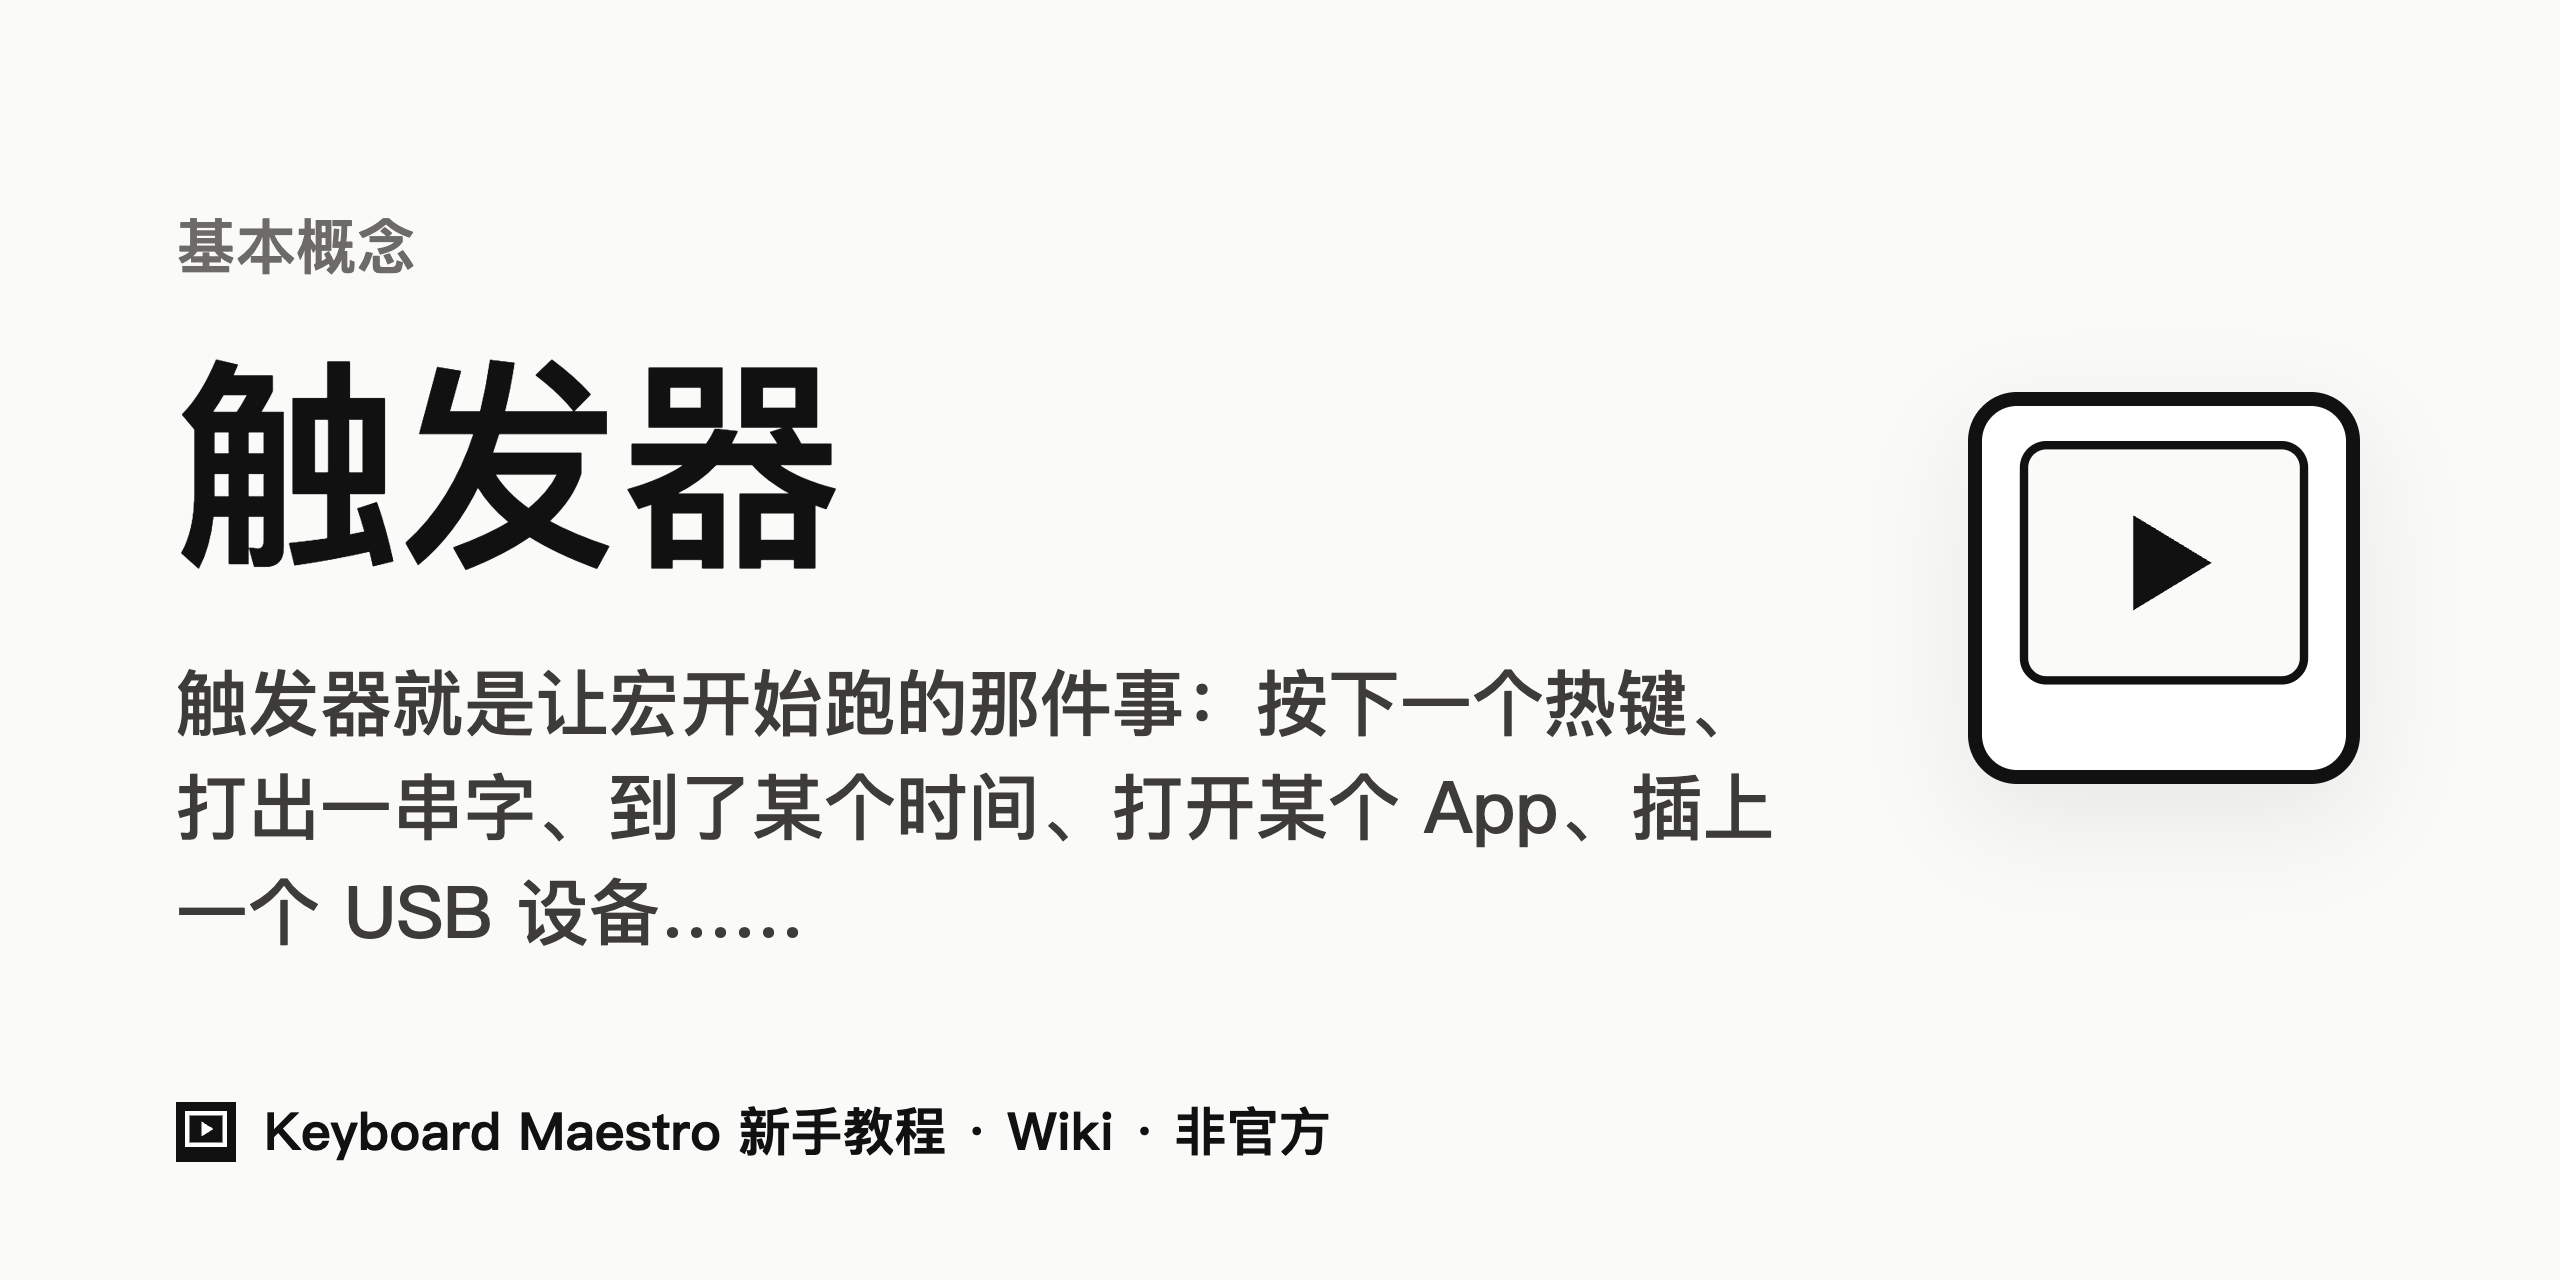 基本概念
触发器
触发器就是让宏开始跑的那件事：按下一个热键、
打出一串字、到了某个时间、打开某个 App、插上
一个 USB 设备……
Keyboard Maestro 新手教程 · Wiki · 非官方